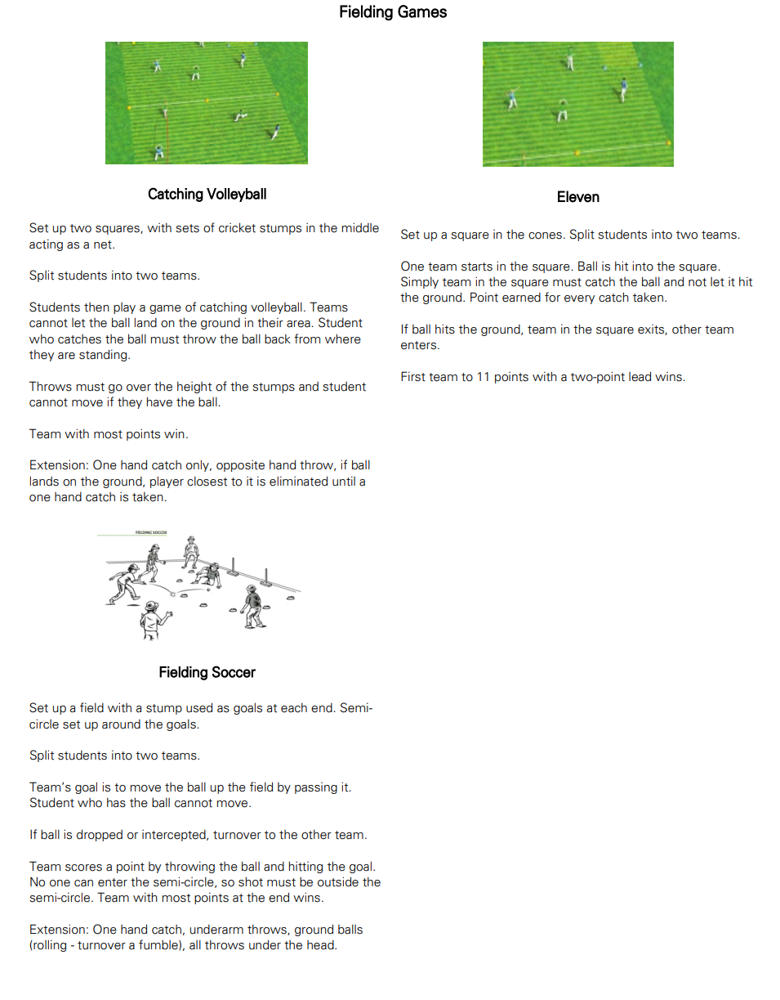 Fielding Games
Catching Volleyball
Set up two squares, with sets of cricket stumps in the middle
acting as a net.
Split students into two teams.
Students then play a game of catching volleyball. Teams
cannot let the ball land on the ground in their area. Student
who catches the ball must throw the ball back from where
they are standing.
Throws must go over the height of the stumps and student
cannot move if they have the ball.
Team with most points win.
Extension: One hand catch only, opposite hand throw, if ball
lands on the ground, player closest to it is eliminated until a
one hand catch is taken.
FIELDING SOCCER
Fielding Soccer
Set up a field with a stump used as goals at each end. Semi-
circle set up around the goals.
Split students into two teams.
Team's goal is to move the ball up the field by passing it.
Student who has the ball cannot move.
If ball is dropped or intercepted, turnover to the other team.
Team scores a point by throwing the ball and hitting the goal.
No one can enter the semi-circle, so shot must be outside the
semi-circle. Team with most points at the end wins.
Extension: One hand catch, underarm throws, ground balls
(rolling - turnover a fumble), all throws under the head.
Eleven
Set up a square in the cones. Split students into two teams.
One team starts in the square. Ball is hit into the square.
Simply team in the square must catch the ball and not let it hit
the ground. Point earned for every catch taken.
If ball hits the ground, team in the square exits, other team
enters.
First team to 11 points with a two-point lead wins.